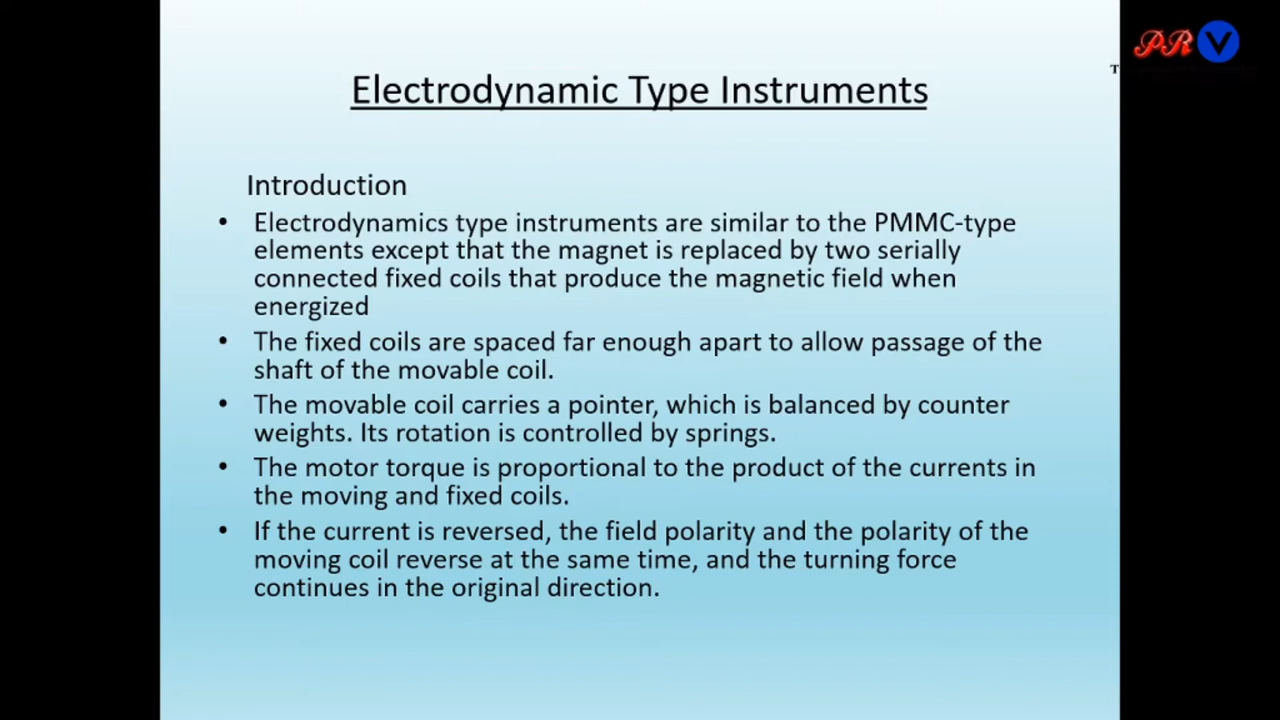 PRV
T
Electrodynamic Type Instruments
Introduction
• Electrodynamics type instruments are similar to the PMMC-type
elements except that the magnet is replaced by two serially
connected fixed coils that produce the magnetic field when
energized
• The fixed coils are spaced far enough apart to allow passage of the
shaft of the movable coil.
• The movable coil carries a pointer, which is balanced by counter
weights. Its rotation is controlled by springs.
• The motor torque is proportional to the product of the currents in
the moving and fixed coils.
• If the current is reversed, the field polarity and the polarity of the
moving coil reverse at the same time, and the turning force
continues in the original direction.